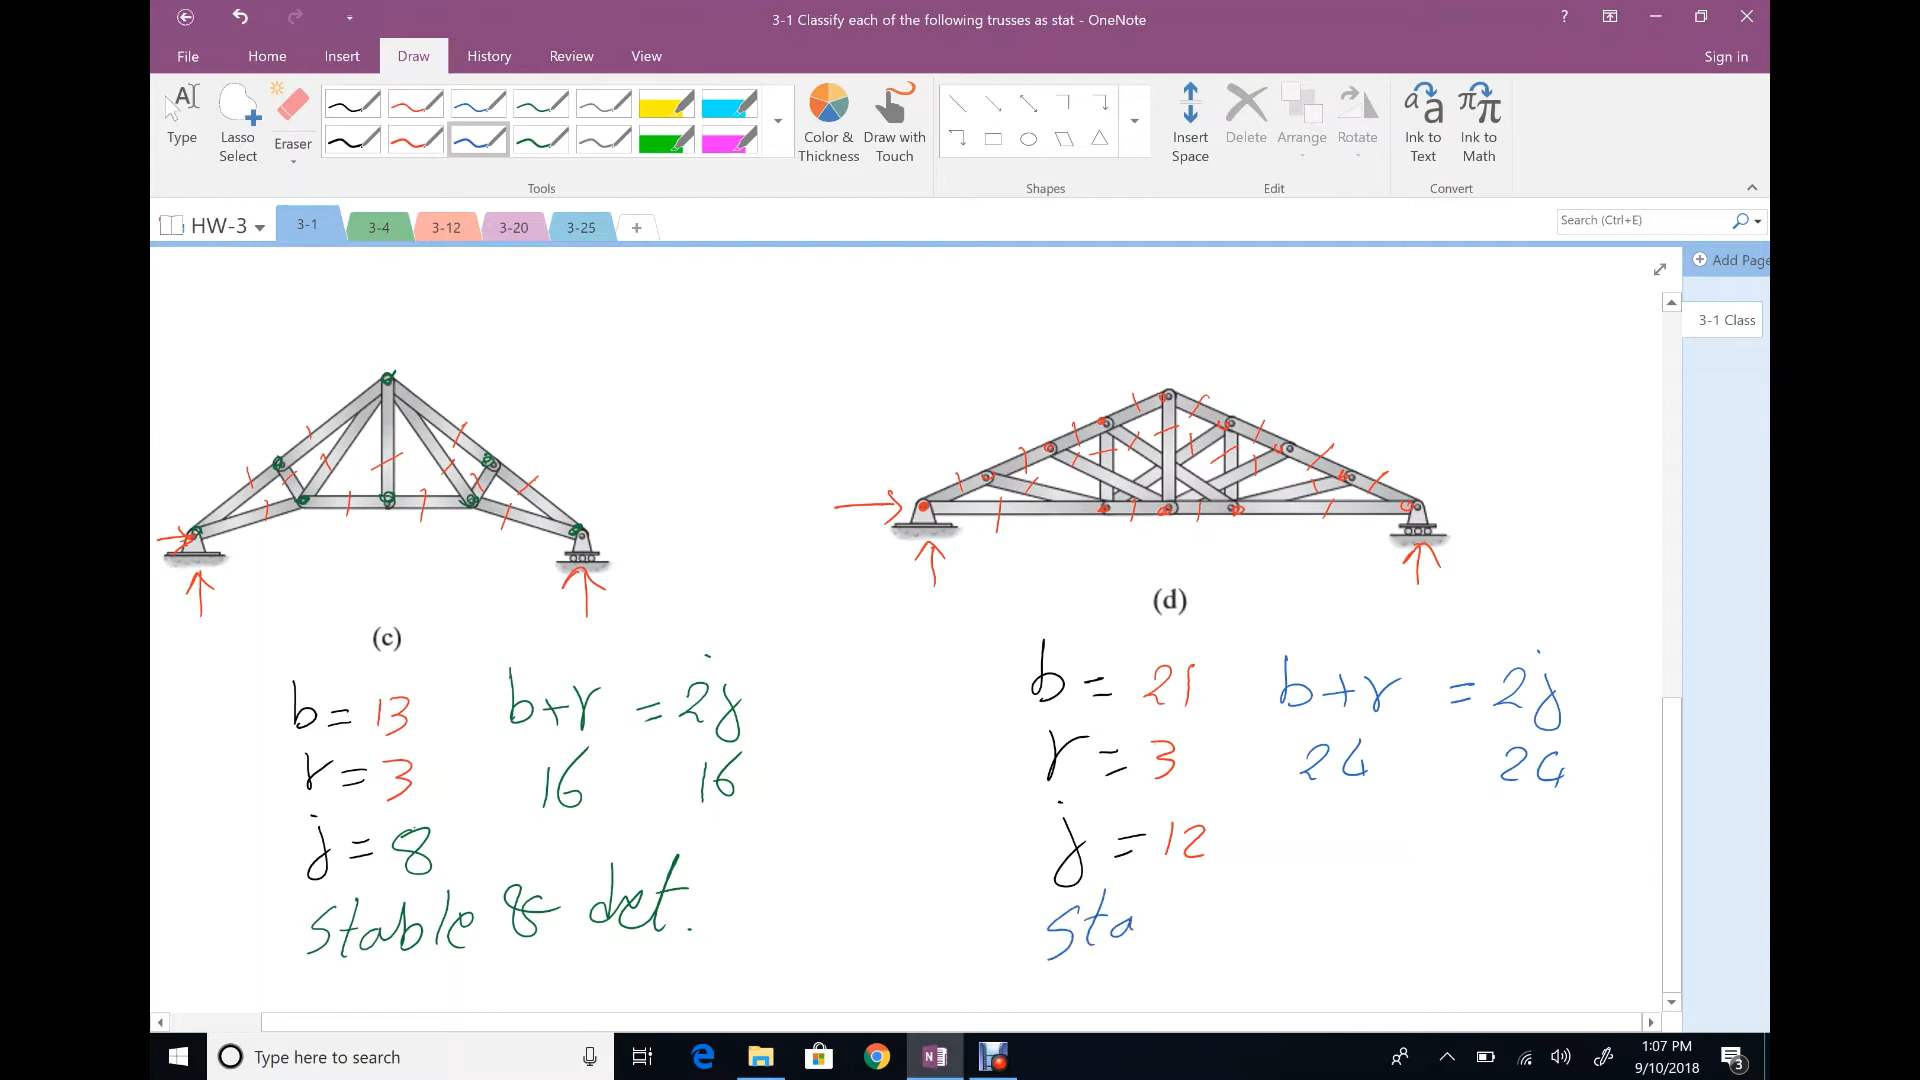 3-1 Classify each of the following trusses as stat - OneNote
?
File Home Insert Draw History Review View
Sign in
Type
Lasso Select
Eraser
Color & Thickness
Draw with Touch
Insert Space
Delete
Arrange
Rotate
Ink to Text
Ink to Math
Tools Shapes Edit Convert
HW-3 3-1 3-4 3-12 3-20 3-25 +
Search (Ctrl+E)
Add Page
3-1 Class
(c)
b = 13
r = 3
j = 8
b+r = 2j
16 16
stable & det.
(d)
b = 21
r = 3
j = 12
b+r = 2j
24 24
sta
Type here to search
1:07 PM
9/10/2018
3